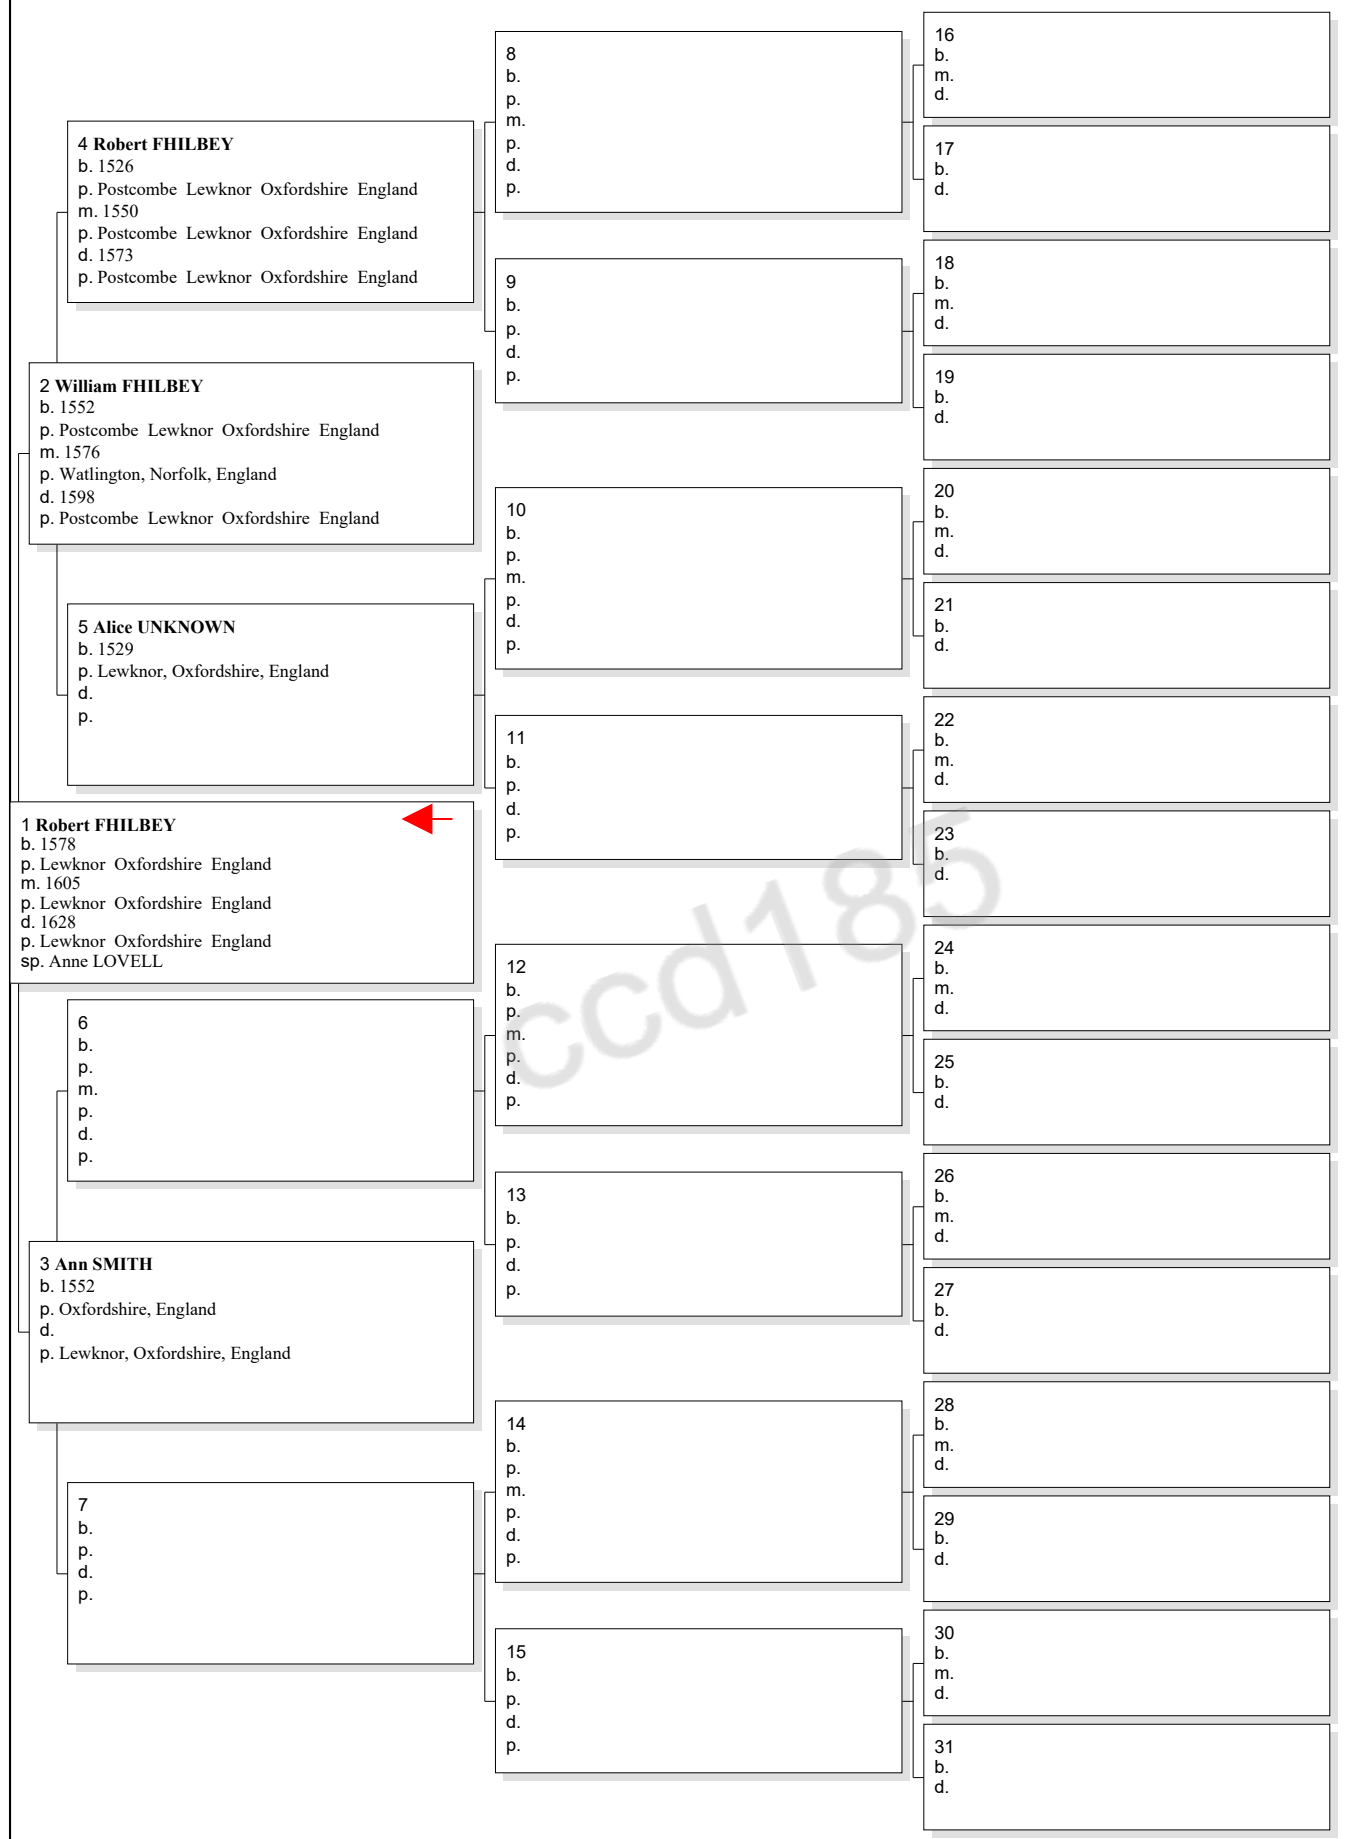 4 Robert FHILBEY
b. 1526
p. Postcombe Lewknor Oxfordshire England
m. 1550
p. Postcombe Lewknor Oxfordshire England
d. 1573
p. Postcombe Lewknor Oxfordshire England
2 William FHILBEY
b. 1552
p. Postcombe Lewknor Oxfordshire England
m. 1576
p. Watlington, Norfolk, England
d. 1598
p. Postcombe Lewknor Oxfordshire England
5 Alice UNKNOWN
b. 1529
p. Lewknor, Oxfordshire, England
d.
p.
1 Robert FHILBEY
b. 1578
p. Lewknor Oxfordshire England
m. 1605
p. Lewknor Oxfordshire England
d. 1628
p. Lewknor Oxfordshire England
sp. Anne LOVELL
6
b.
p.
m.
p.
d.
p.
3 Ann SMITH
b. 1552
p. Oxfordshire, England
d.
p. Lewknor, Oxfordshire, England
7
b.
p.
d.
p.
8
b.
p.
m.
p.
d.
p.
9
b.
p.
d.
p.
10
b.
p.
m.
p.
d.
p.
11
b.
p.
d.
p.
12
b.
p.
m.
p.
d.
p.
13
b.
p.
d.
p.
14
b.
p.
m.
p.
d.
p.
15
b.
p.
d.
p.
16
b.
m.
d.
17
b.
d.
18
b.
m.
d.
19
b.
d.
20
b.
m.
d.
21
b.
d.
22
b.
m.
d.
23
b.
d.
24
b.
m.
d.
25
b.
d.
26
b.
m.
d.
27
b.
d.
28
b.
m.
d.
29
b.
d.
30
b.
m.
d.
31
b.
d.
ccd185